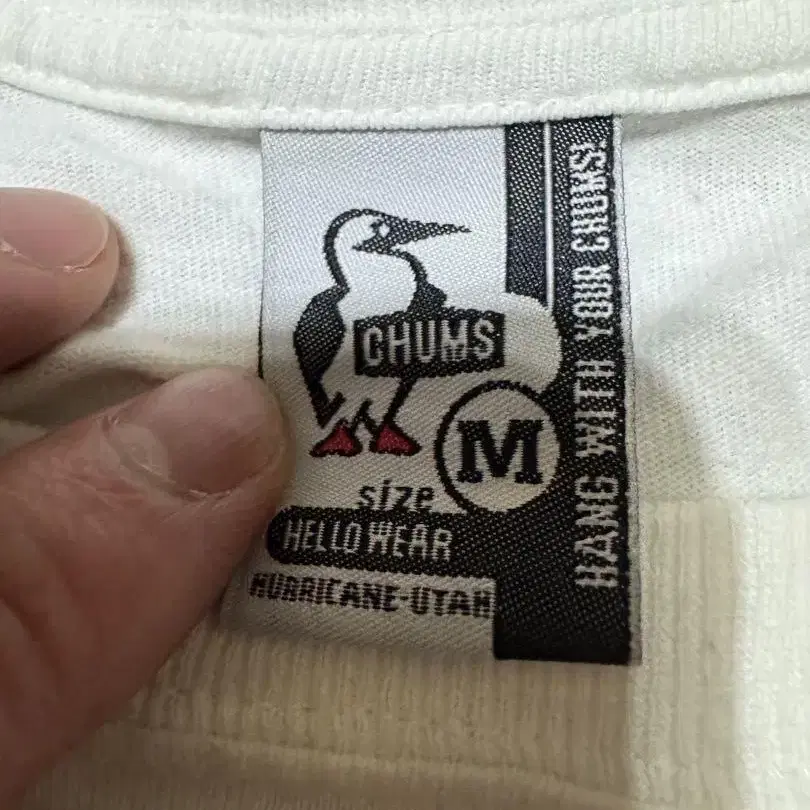 CHUMS
M
size
HELLO WEAR
HURRICANE-UTAH
HANG WITH YOUR CHUMS!